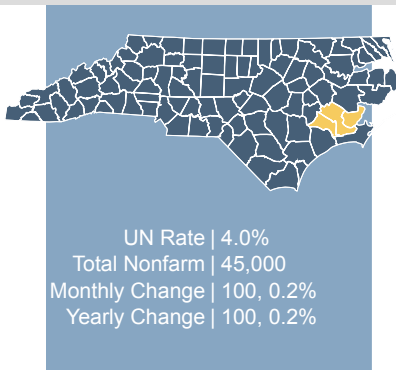 UN Rate | 4.0%
Total Nonfarm | 45,000
Monthly Change | 100, 0.2%
Yearly Change | 100, 0.2%